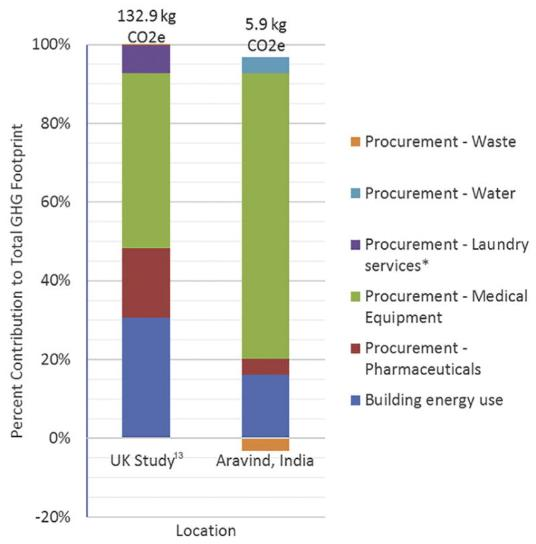 132.9 kg
CO2e
5.9 kg
CO2e
100%
80%
60%
40%
20%
0%
-20%
Percent Contribution to Total GHG Footprint
UK Study¹³
Aravind, India
Location
Procurement - Waste
Procurement - Water
Procurement - Laundry
services*
Procurement - Medical
Equipment
Procurement -
Pharmaceuticals
Building energy use